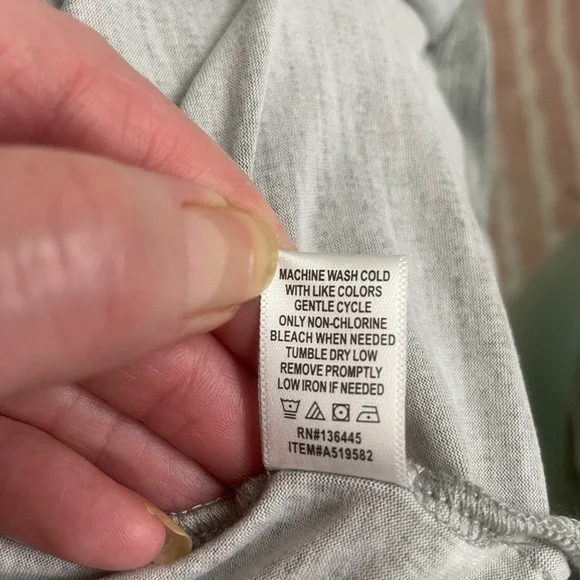 MACHINE WASH COLD
WITH LIKE COLORS
GENTLE CYCLE
ONLY NON-CHLORINE
BLEACH WHEN NEEDED
TUMBLE DRY LOW
REMOVE PROMPTLY
LOW IRON IF NEEDED
RN#136445
ITEM#A519582